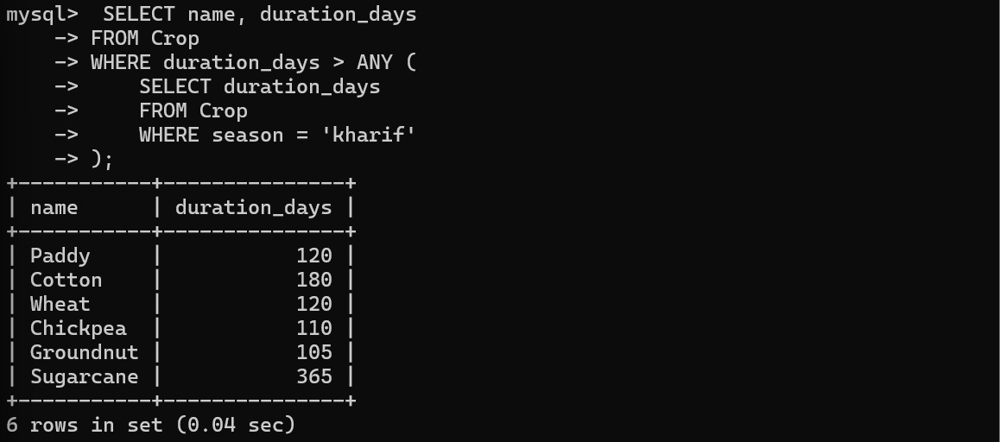 mysql>  SELECT name, duration_days
    -> FROM Crop
    -> WHERE duration_days > ANY (
    ->     SELECT duration_days
    ->     FROM Crop
    ->     WHERE season = 'kharif'
    -> );
+-----------+---------------+
| name      | duration_days |
+-----------+---------------+
| Paddy     |           120 |
| Cotton    |           180 |
| Wheat     |           120 |
| Chickpea  |           110 |
| Groundnut |           105 |
| Sugarcane |           365 |
+-----------+---------------+
6 rows in set (0.04 sec)